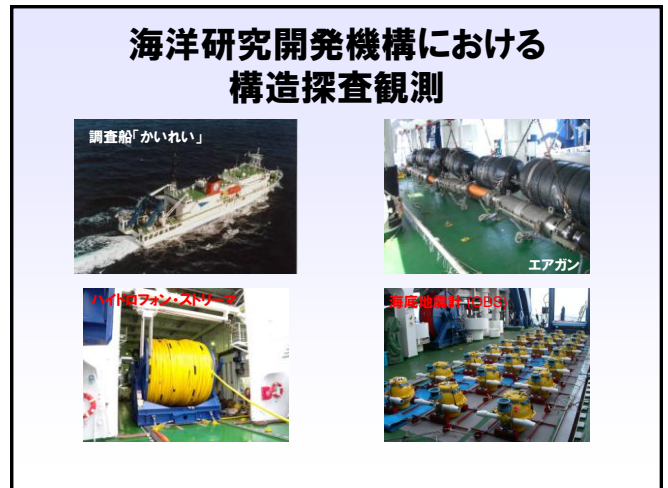 海洋研究開発機構における
構造探査観測
調査船「かいれい」
エアガン
ハイドロフォン・ストリーマ
海底地震計 (OBS)